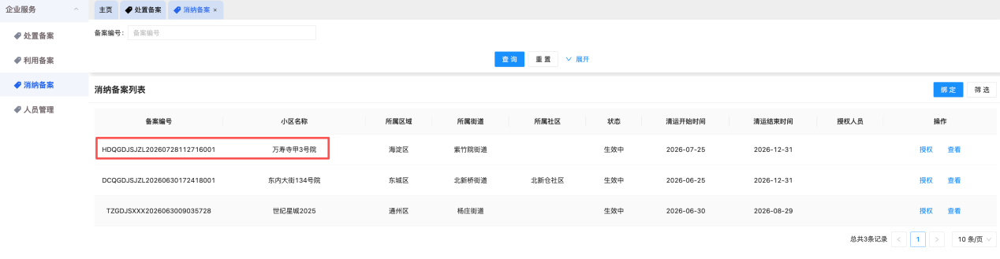 企业服务
主页
处置备案
消纳备案 ×
处置备案
利用备案
消纳备案
人员管理
备案编号: 备案编号
查 询 重 置 展开
消纳备案列表
绑 定 筛 选
备案编号 小区名称 所属区域 所属街道 所属社区 状态 清运开始时间 清运结束时间 授权人员 操作
HDQGDJSJZL20260728112716001 万寿寺甲3号院 海淀区 紫竹院街道 生效中 2026-07-25 2026-12-31 授权 查看
DCQGDJSJZL20260630172418001 东内大街134号院 东城区 北新桥街道 北新仓社区 生效中 2026-06-25 2026-12-31 授权 查看
TZGDJSXXX2026063009035728 世纪星城2025 通州区 杨庄街道 生效中 2026-06-30 2026-08-29 授权 查看
总共3条记录 < 1 > 10 条/页